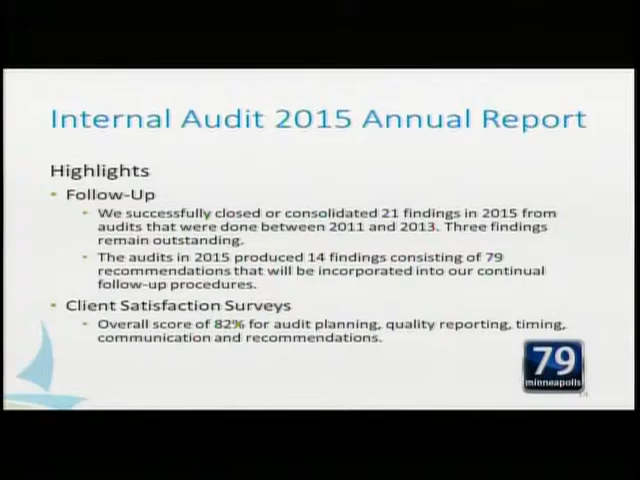 Internal Audit 2015 Annual Report
Highlights
• Follow-Up
• We successfully closed or consolidated 21 findings in 2015 from
audits that were done between 2011 and 2013. Three findings
remain outstanding.
• The audits in 2015 produced 14 findings consisting of 79
recommendations that will be incorporated into our continual
follow-up procedures.
• Client Satisfaction Surveys
• Overall score of 82% for audit planning, quality reporting, timing,
communication and recommendations.
79
minneapolis